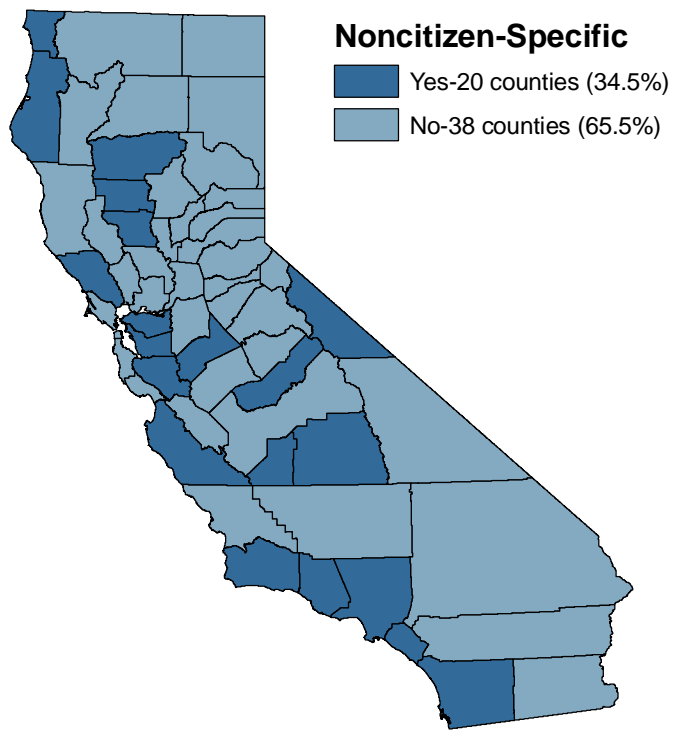 Noncitizen-Specific
Yes-20 counties (34.5%)
No-38 counties (65.5%)